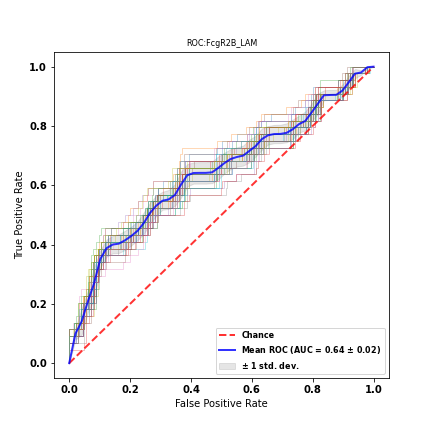 ROC:FcgR2B_LAM
1.0
0.8
0.6
0.4
0.2
0.0
True Positive Rate
Chance
Mean ROC (AUC = 0.64 ± 0.02)
± 1 std. dev.
0.0 0.2 0.4 0.6 0.8 1.0
False Positive Rate